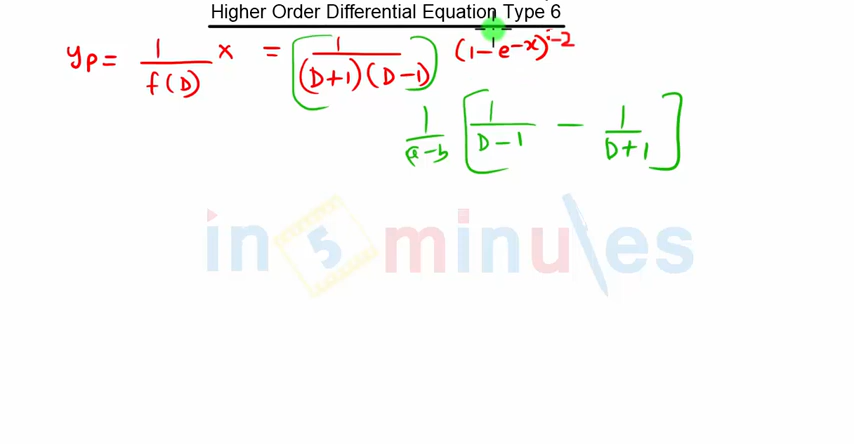 Higher Order Differential Equation Type 6
yp = 1/f(D) x = [1/(D+1)(D-1)] (1-e^-x)^-2
1/a-b [1/D-1 - 1/D+1]
in 5 minutes